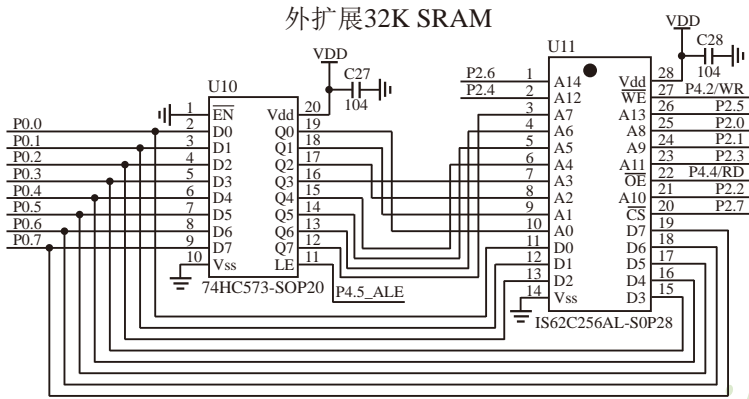 外扩展32K SRAM
U10
VDD
C27
104
1 EN Vdd 20
P0.0 2 D0 Q0 19
P0.1 3 D1 Q1 18
P0.2 4 D2 Q2 17
P0.3 5 D3 Q3 16
P0.4 6 D4 Q4 15
P0.5 7 D5 Q5 14
P0.6 8 D6 Q6 13
P0.7 9 D7 Q7 12
10 Vss LE 11
P4.5_ALE
74HC573-SOP20
U11
VDD
C28
104
P2.6 1 A14 Vdd 28
P2.4 2 A12 WE 27 P4.2/WR
3 A7 A13 26 P2.5
4 A6 A8 25 P2.0
5 A5 A9 24 P2.1
6 A4 A11 23 P2.3
7 A3 OE 22 P4.4/RD
8 A2 A10 21 P2.2
9 A1 CS 20 P2.7
10 A0 D7 19
11 D0 D6 18
12 D1 D5 17
13 D2 D4 16
14 Vss D3 15
IS62C256AL-S0P28